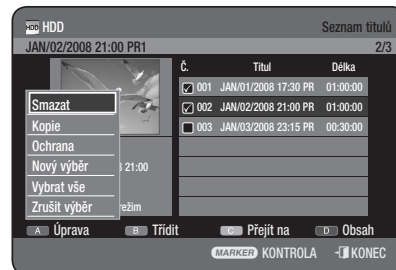 HDD HDD Seznam titulů
JAN/02/2008 21:00 PR1 2/3
Č. Titul Délka
001 JAN/01/2008 17:30 PR 01:00:00
002 JAN/02/2008 21:00 PR 01:00:00
003 JAN/03/2008 23:15 PR 00:30:00
Smazat
Kopie
Ochrana
Nový výběr
21:00
Vybrat vše
Zrušit výběr
režim
A Úprava B Třídit C Přejít na D Obsah
MARKER KONTROLA KONEC